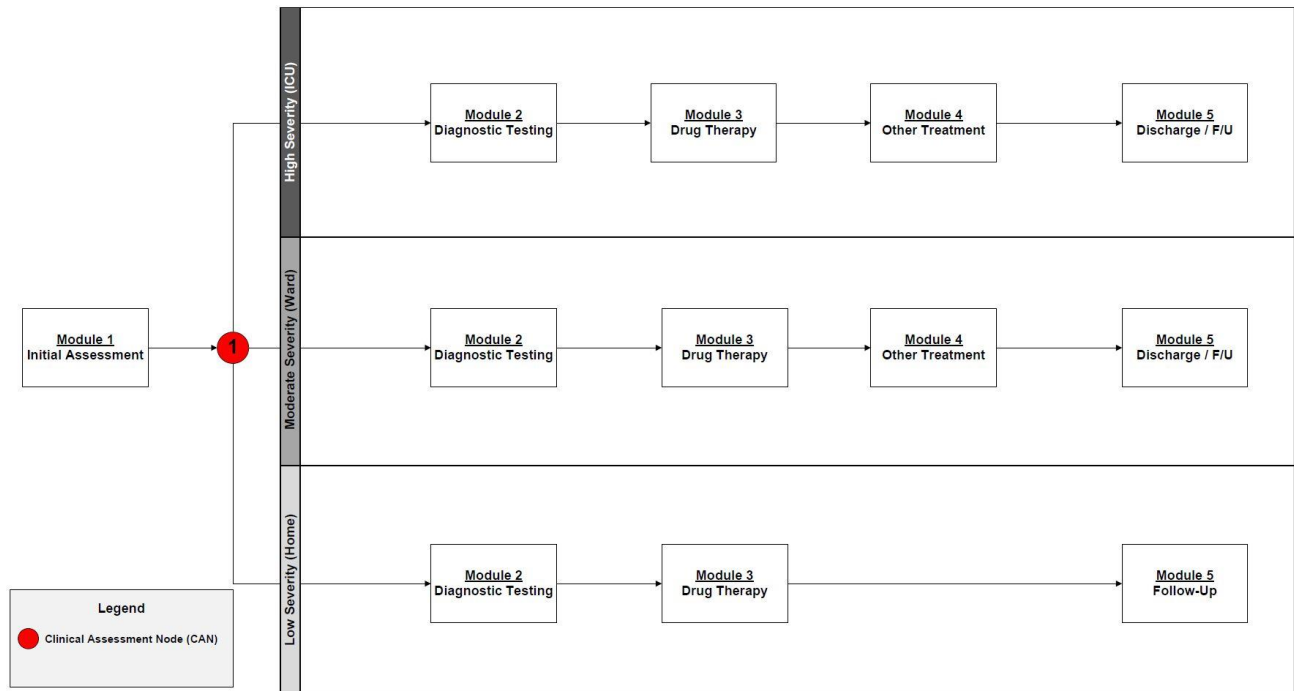 High Severity (ICU)
Module 2
Diagnostic Testing
Module 3
Drug Therapy
Module 4
Other Treatment
Module 5
Discharge / F/U
Module 1
Initial Assessment
1
Moderate Severity (Ward)
Module 2
Diagnostic Testing
Module 3
Drug Therapy
Module 4
Other Treatment
Module 5
Discharge / F/U
Low Severity (Home)
Module 2
Diagnostic Testing
Module 3
Drug Therapy
Module 5
Follow-Up
Legend
Clinical Assessment Node (CAN)